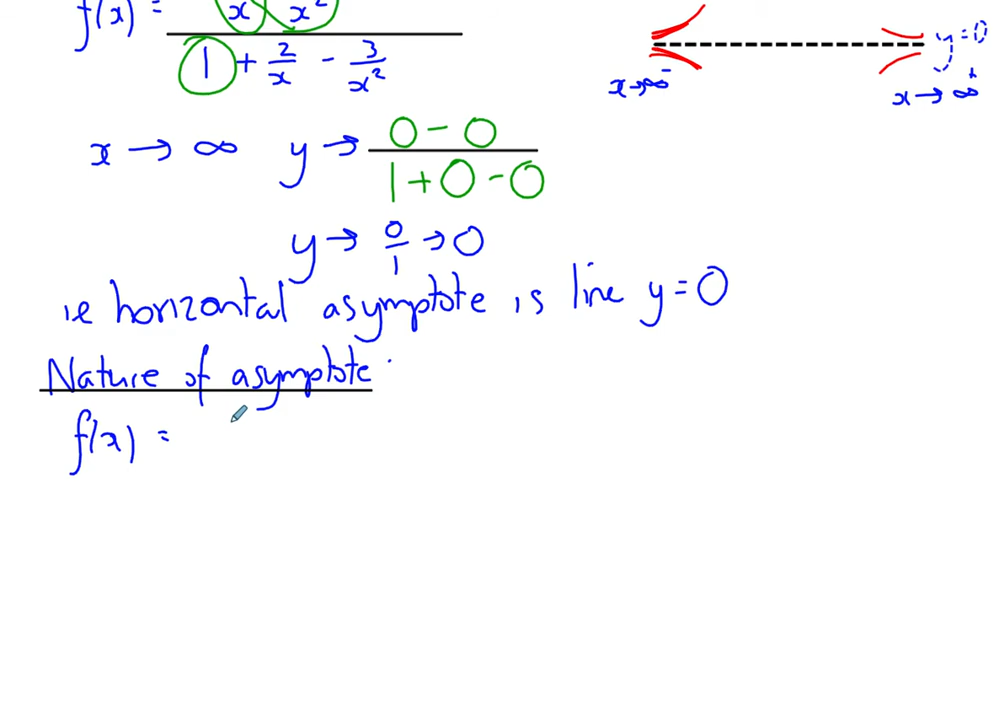 f(x) = x x²
1 + 2/x - 3/x²
y=0
x→∞⁻
x→∞⁺
x → ∞ y → (0 - 0)/(1 + 0 - 0)
y → 0/1 → 0
ie horizontal asymptote is line y = 0
Nature of asymptote
f(x) =